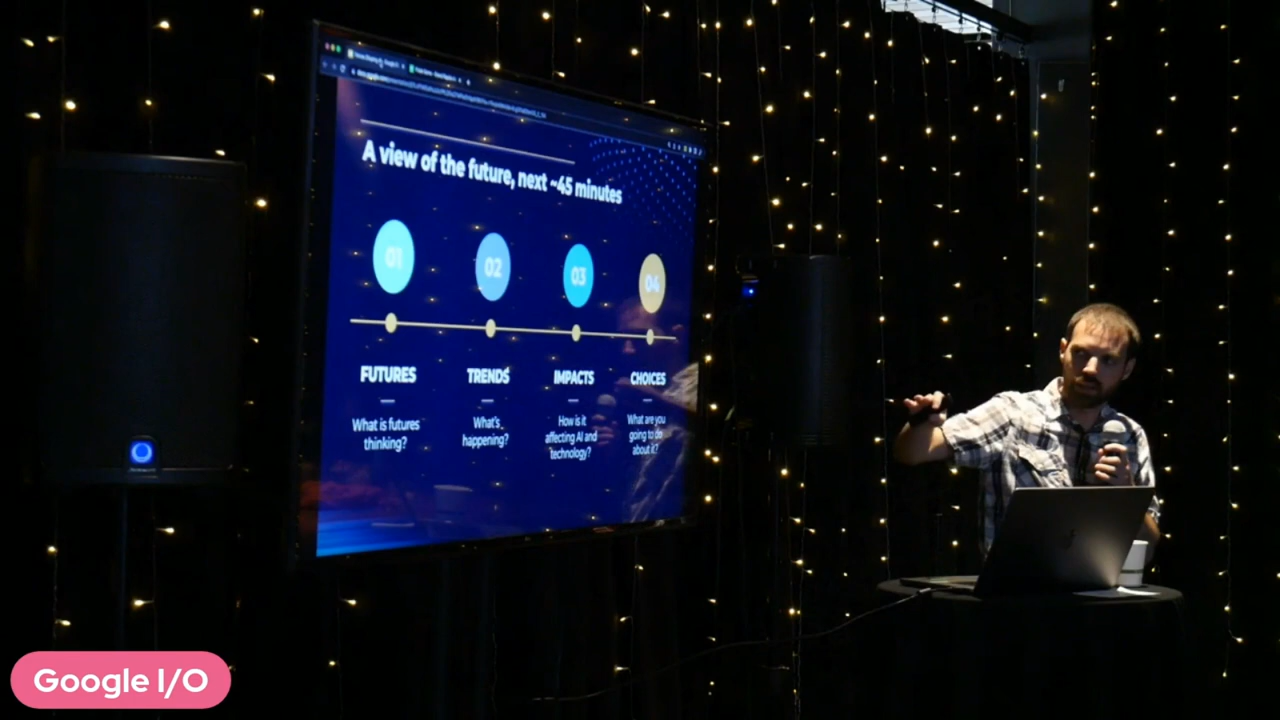 A view of the future, next ~45 minutes
01
02
03
04
FUTURES
TRENDS
IMPACTS
CHOICES
What is futures
thinking?
What's
happening?
How is it
affecting AI and
technology?
What are you
going to do
about it?
Google I/O